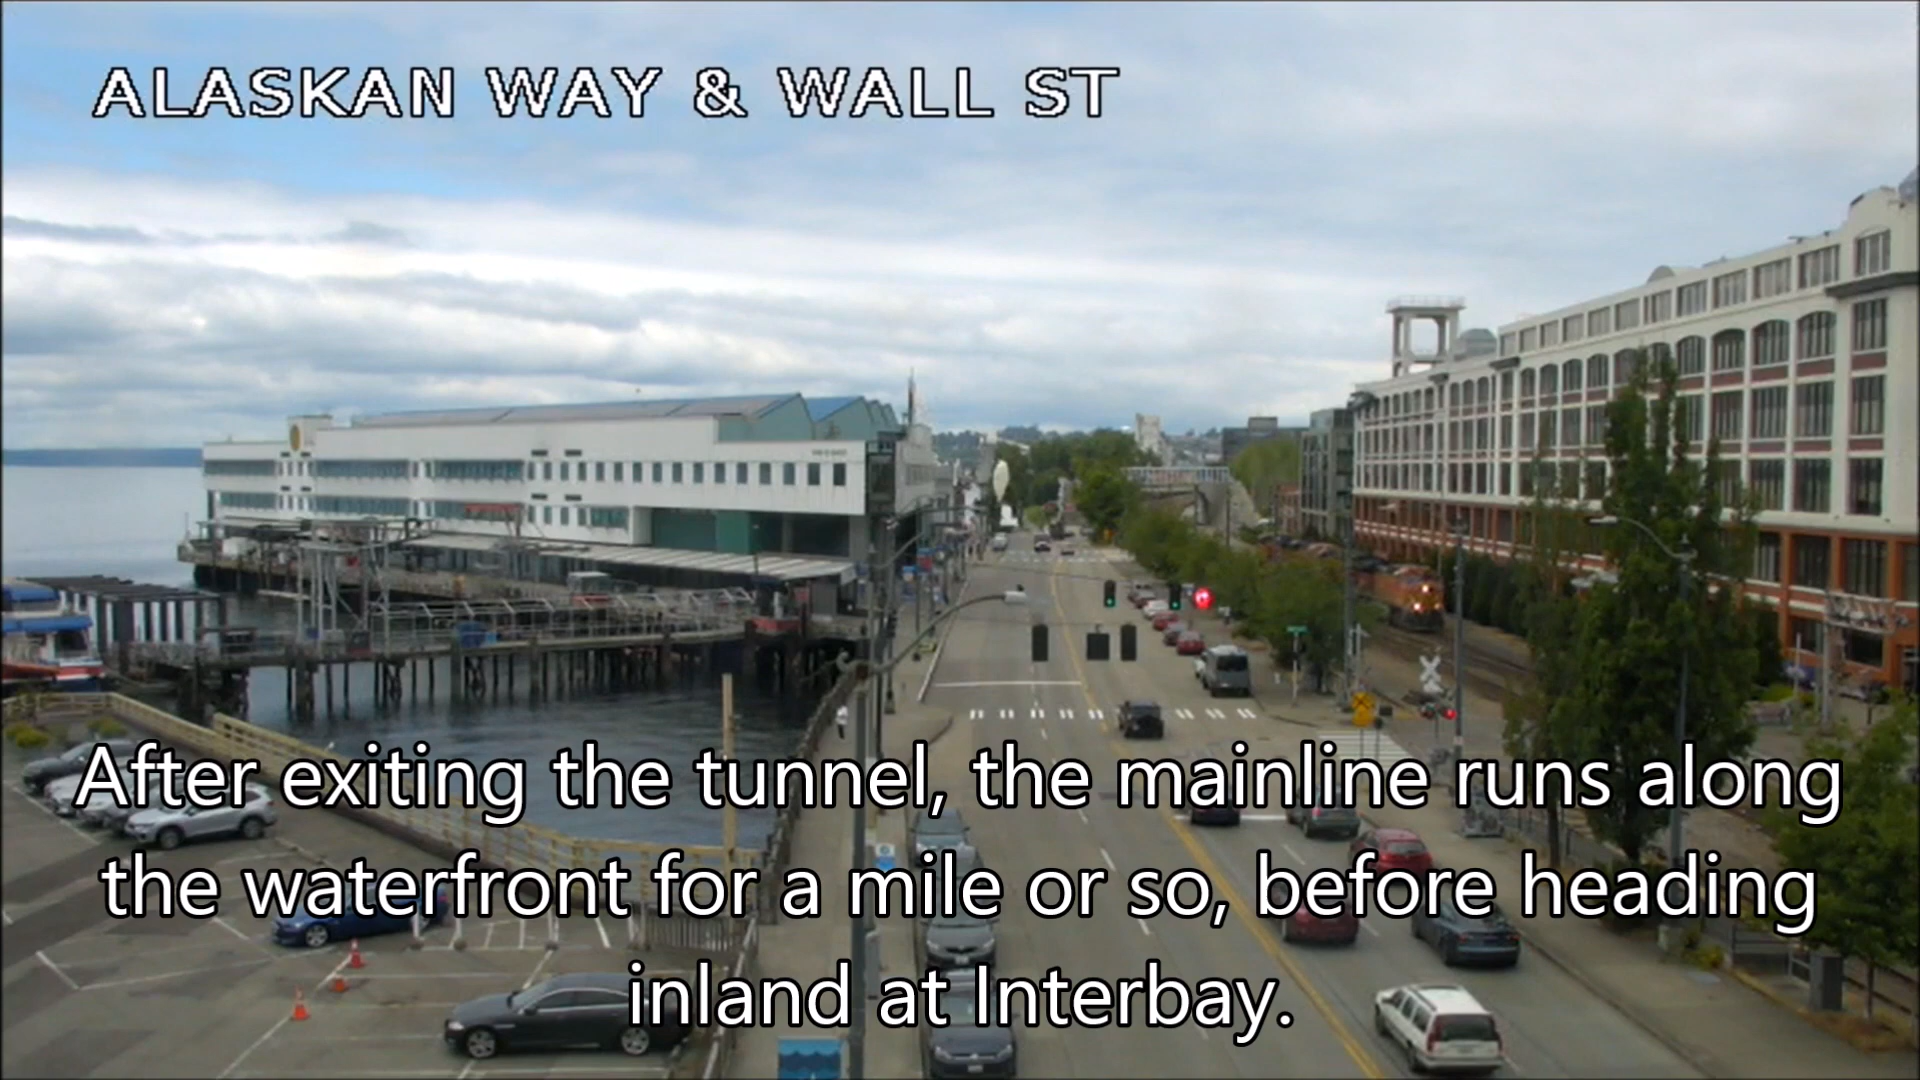 ALASKAN WAY & WALL ST
After exiting the tunnel, the mainline runs along
the waterfront for a mile or so, before heading
inland at Interbay.